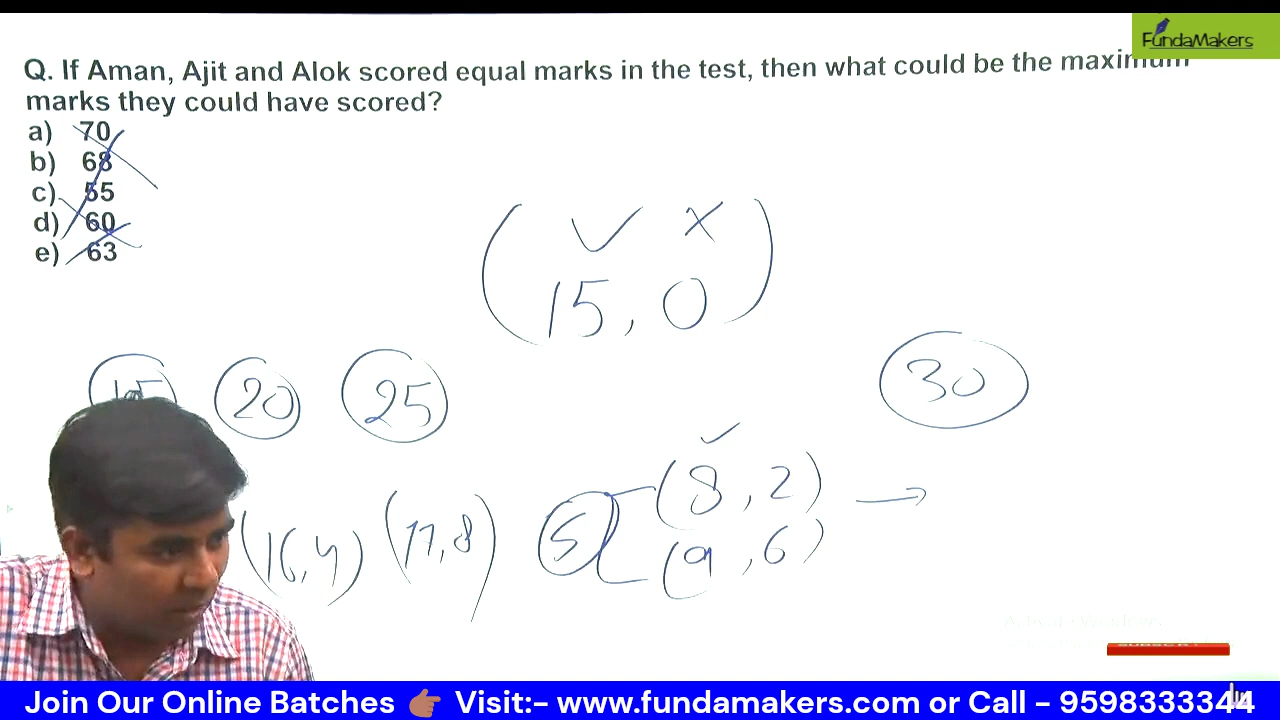 FundaMakers
Q. If Aman, Ajit and Alok scored equal marks in the test, then what could be the maximum
marks they could have scored?
a) 70
b) 68
c) 55
d) 60
e) 63
✓ ×
(15, 0)
20 25 30
✓
(8, 2) →
(16, 4) (17, 8) 5
(9, 6)
Join Our Online Batches 👉🏽 Visit:- www.fundamakers.com or Call - 9598333344